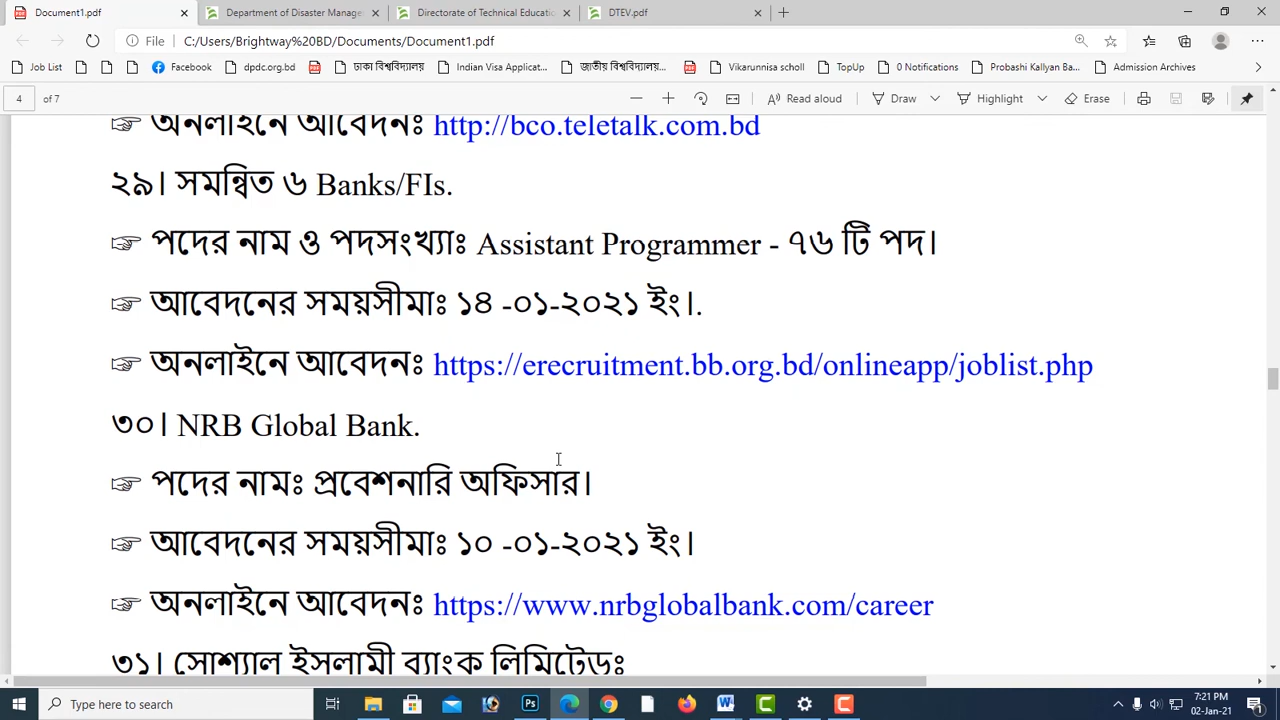 Document1.pdf
Department of Disaster Manage
Directorate of Technical Educatio
DTEV.pdf
File C:/Users/Brightway%20BD/Documents/Document1.pdf
Job List
Facebook
dpdc.org.bd
ঢাকা বিশ্ববিদ্যালয়
Indian Visa Applicat...
জাতীয় বিশ্ববিদ্যালয়...
Vikarunnisa scholl
TopUp
0 Notifications
Probashi Kallyan Ba...
Admission Archives
4 of 7
Read aloud
Draw
Highlight
Erase
☞ অনলাইনে আবেদনঃ http://bco.teletalk.com.bd
২৯। সমন্বিত ৬ Banks/FIs.
☞ পদের নাম ও পদসংখ্যাঃ Assistant Programmer - ৭৬ টি পদ।
☞ আবেদনের সময়সীমাঃ ১৪ -০১-২০২১ ইং।.
☞ অনলাইনে আবেদনঃ https://erecruitment.bb.org.bd/onlineapp/joblist.php
৩০। NRB Global Bank.
☞ পদের নামঃ প্রবেশনারি অফিসার।
☞ আবেদনের সময়সীমাঃ ১০ -০১-২০২১ ইং।
☞ অনলাইনে আবেদনঃ https://www.nrbglobalbank.com/career
৩১। সোশ্যাল ইসলামী ব্যাংক লিমিটেডঃ
Type here to search
7:21 PM
02-Jan-21